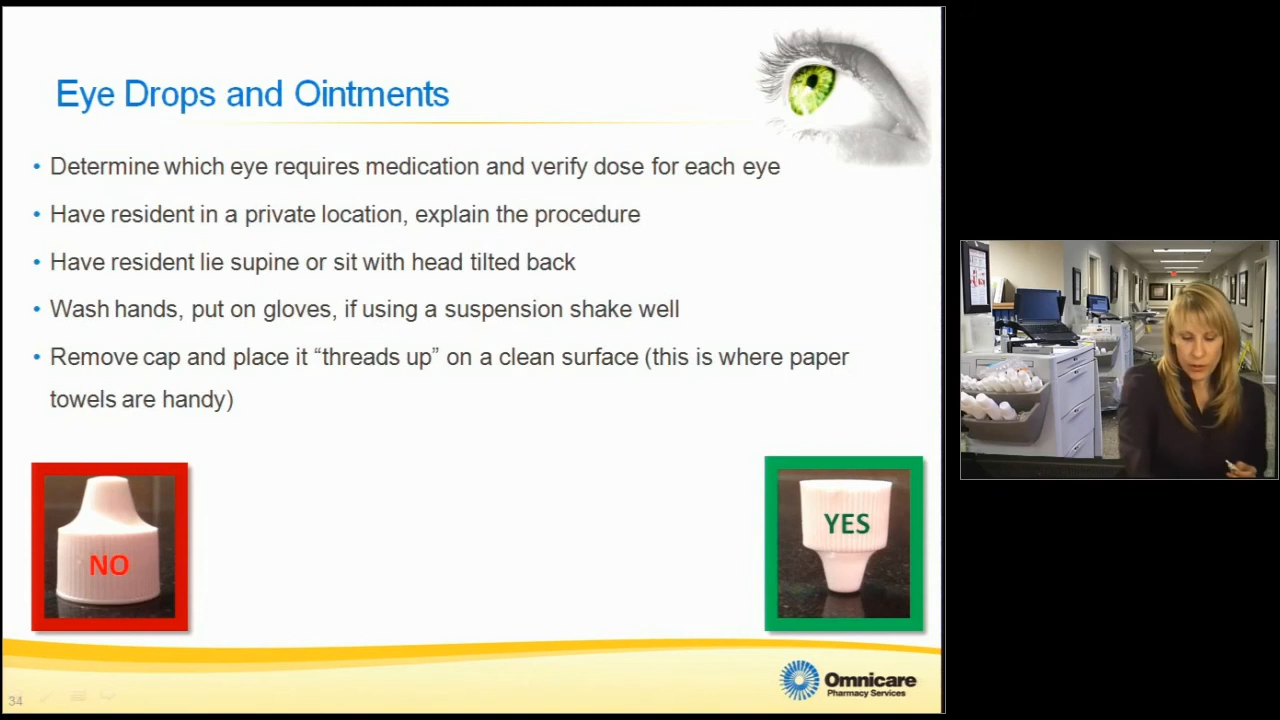 Eye Drops and Ointments
• Determine which eye requires medication and verify dose for each eye
• Have resident in a private location, explain the procedure
• Have resident lie supine or sit with head tilted back
• Wash hands, put on gloves, if using a suspension shake well
• Remove cap and place it “threads up” on a clean surface (this is where paper
towels are handy)
NO
YES
Omnicare
Pharmacy Services
34